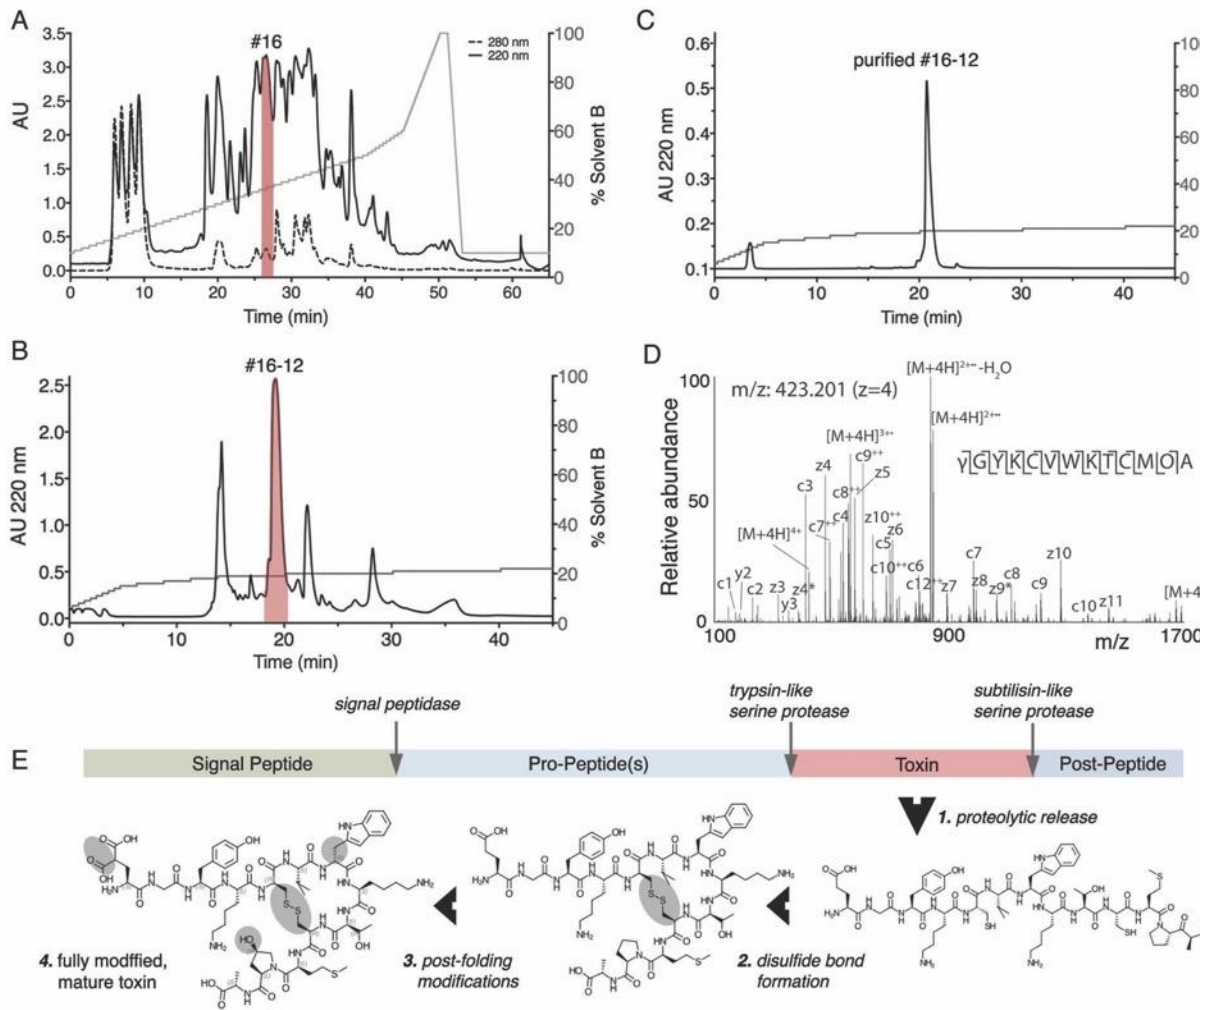 A
#16
280 nm
220 nm
3.5
3.0
2.5
2.0
1.5
1.0
0.5
0.0
AU
100
80
60
40
20
0
% Solvent B
0
10
20
30
40
50
60
Time (min)
C
purified #16-12
0.6
0.5
0.4
0.3
0.2
0.1
AU 220 nm
100
80
60
40
20
0
0
10
20
30
40
Time (min)
B
#16-12
2.5
2.0
1.5
1.0
0.5
0.0
AU 220 nm
100
80
60
40
20
0
% Solvent B
0
10
20
30
40
Time (min)
D
m/z: 423.201 (z=4)
[M+4H]2+•• -H2O
[M+4H]2+••
[M+4H]3+•
[M+4H]4+
γGYKCVWKTCMOA
c1
y2
c2
z3
y3
z4*
c3
z4
c7++
c4
c8++
c9++
z5
z10++
c5
z6
c10++
c6
c12++
z7
c7
z8
z9*
c8
c9
z10
c10
z11
[M+4
100
50
0
Relative abundance
100
900
1700
m/z
signal peptidase
trypsin-like
serine protease
subtilisin-like
serine protease
E
Signal Peptide
Pro-Peptide(s)
Toxin
Post-Peptide
1. proteolytic release
2. disulfide bond
formation
3. post-folding
modifications
4. fully modffied,
mature toxin